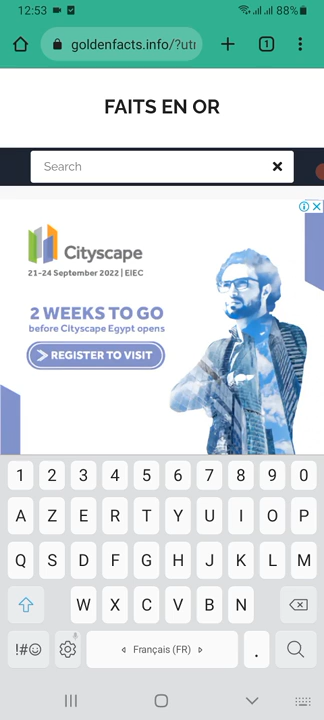 12:53
88%
goldenfacts.info/?utr
1
FAITS EN OR
Search
Cityscape
21-24 September 2022 | EIEC
2 WEEKS TO GO
before Cityscape Egypt opens
REGISTER TO VISIT
1 2 3 4 5 6 7 8 9 0
A Z E R T Y U I O P
Q S D F G H J K L M
W X C V B N
!#☺ Français (FR) .